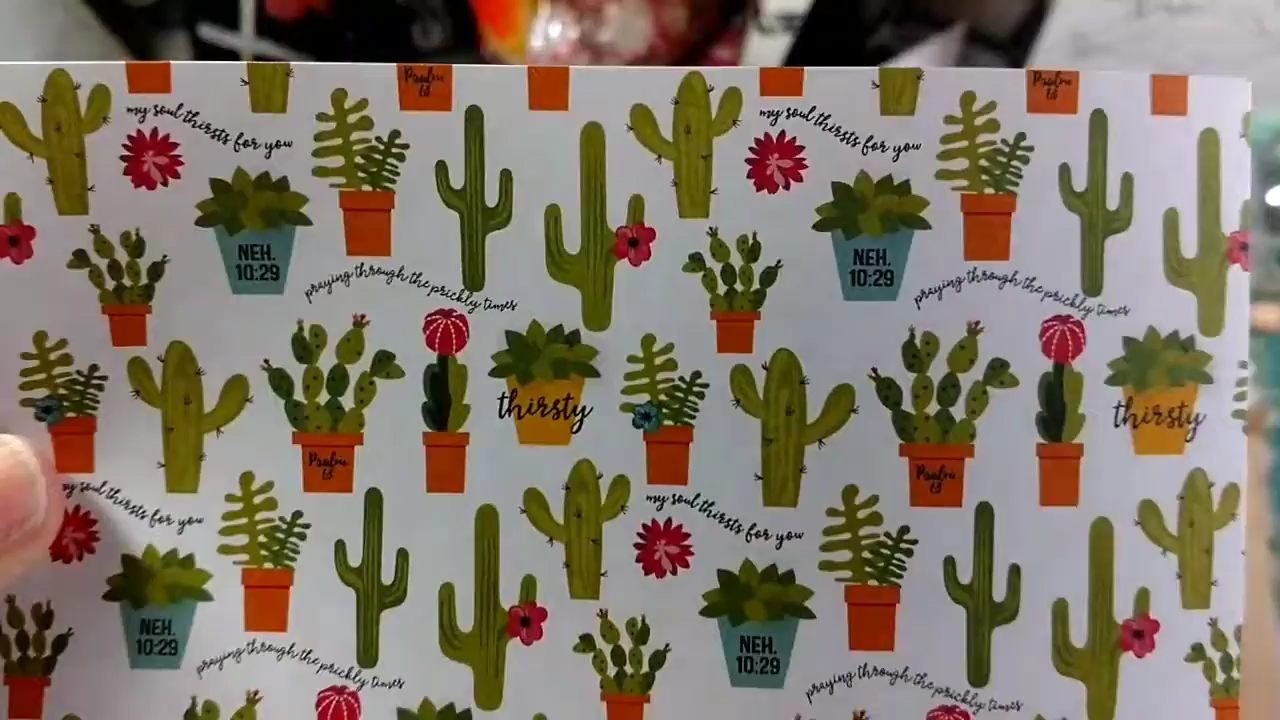 Psalm 63
Psalm 63
my soul thirsts for you
my soul thirsts for you
NEH.
10:29
NEH.
10:29
praying through the prickly times
praying through the prickly times
thirsty
thirsty
Psalm
63
Psalm
63
my soul thirsts for you
my soul thirsts for you
NEH.
10:29
NEH.
10:29
praying through the prickly times
praying through the prickly times